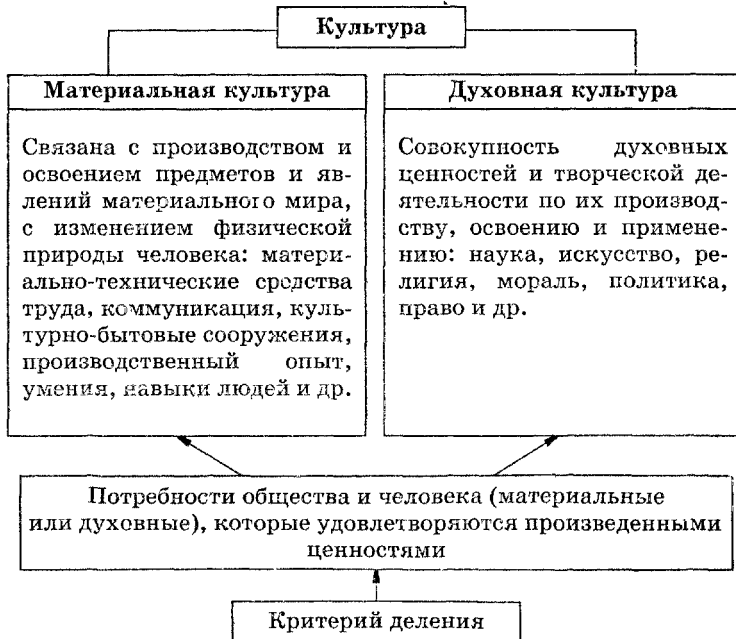 Культура
Материальная культура
Связана с производством и
освоением предметов и яв-
лений материального мира,
с изменением физической
природы человека: матери-
ально-технические средства
труда, коммуникация, куль-
турно-бытовые сооружения,
производственный опыт,
умения, навыки людей и др.
Духовная культура
Совокупность духовных
ценностей и творческой де-
ятельности по их производ-
ству, освоению и примене-
нию: наука, искусство, ре-
лигия, мораль, политика,
право и др.
Потребности общества и человека (материальные
или духовные), которые удовлетворяются произведенными
ценностями
Критерий деления